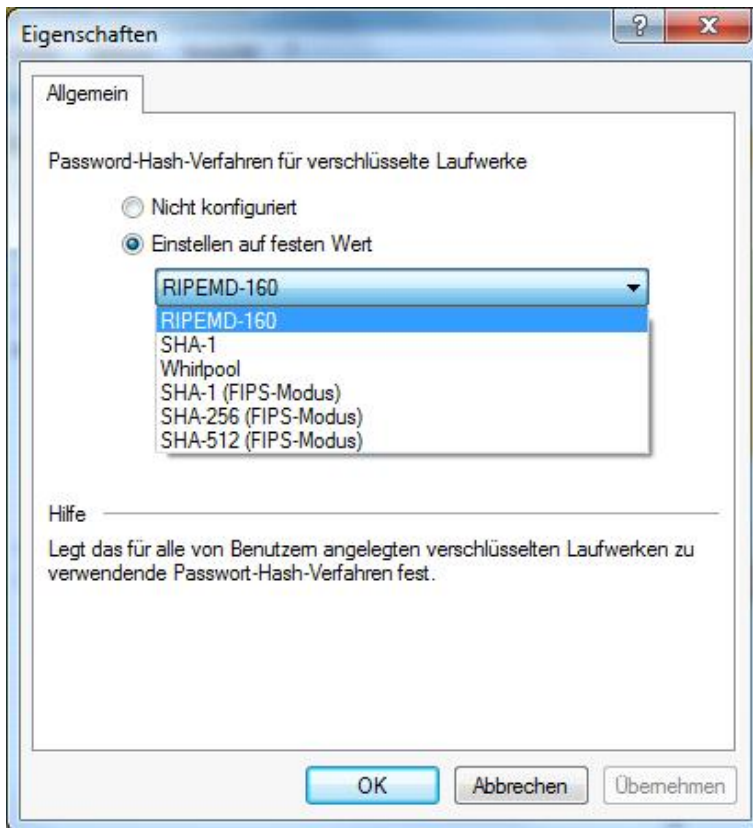 Eigenschaften
Allgemein
Password-Hash-Verfahren für verschlüsselte Laufwerke
Nicht konfiguriert
Einstellen auf festen Wert
RIPEMD-160
RIPEMD-160
SHA-1
Whirlpool
SHA-1 (FIPS-Modus)
SHA-256 (FIPS-Modus)
SHA-512 (FIPS-Modus)
Hilfe
Legt das für alle von Benutzern angelegten verschlüsselten Laufwerken zu
verwendende Passwort-Hash-Verfahren fest.
OK Abbrechen Übernehmen